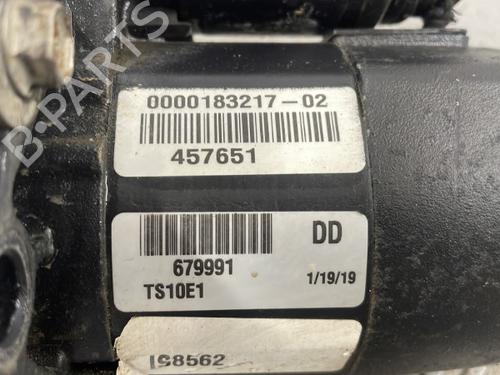 B-PARTS
0000183217-02
457651
679991
DD
TS10E1
1/19/19
IS8562